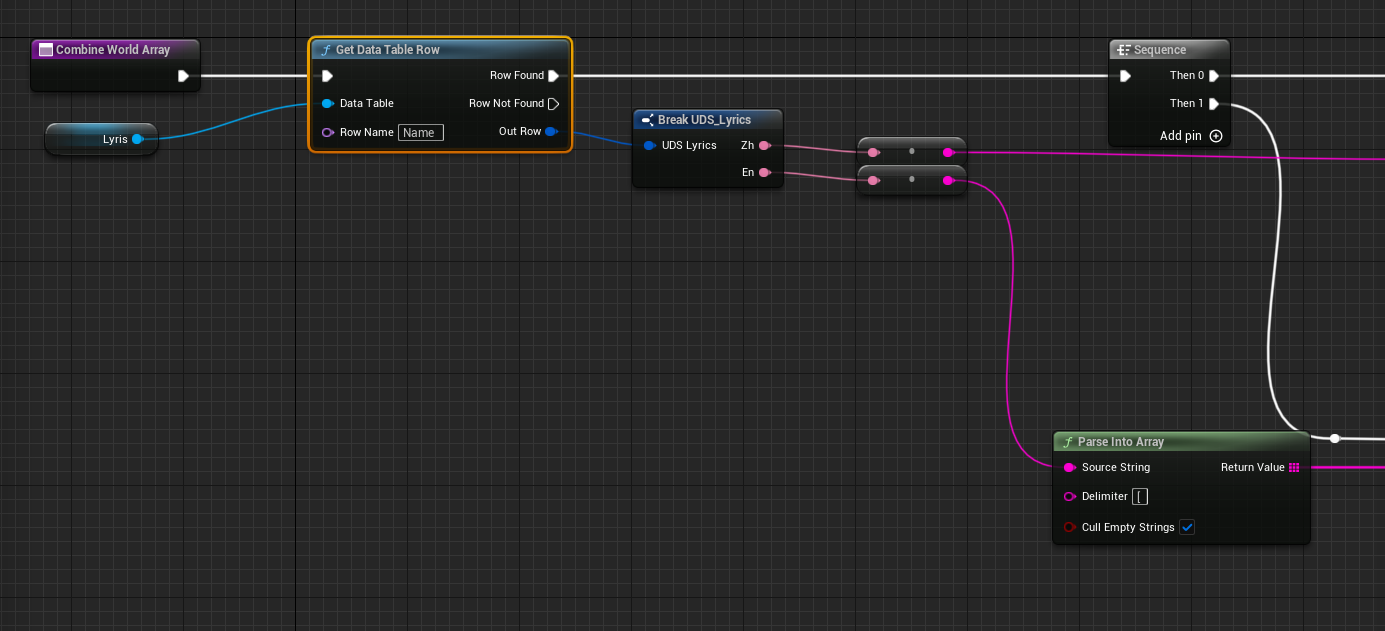 Combine World Array
Lyris
f Get Data Table Row
Row Found
Data Table
Row Not Found
Row Name Name
Out Row
Break UDS_Lyrics
UDS Lyrics
Zh
En
Sequence
Then 0
Then 1
Add pin
f Parse Into Array
Source String
Return Value
Delimiter [
Cull Empty Strings